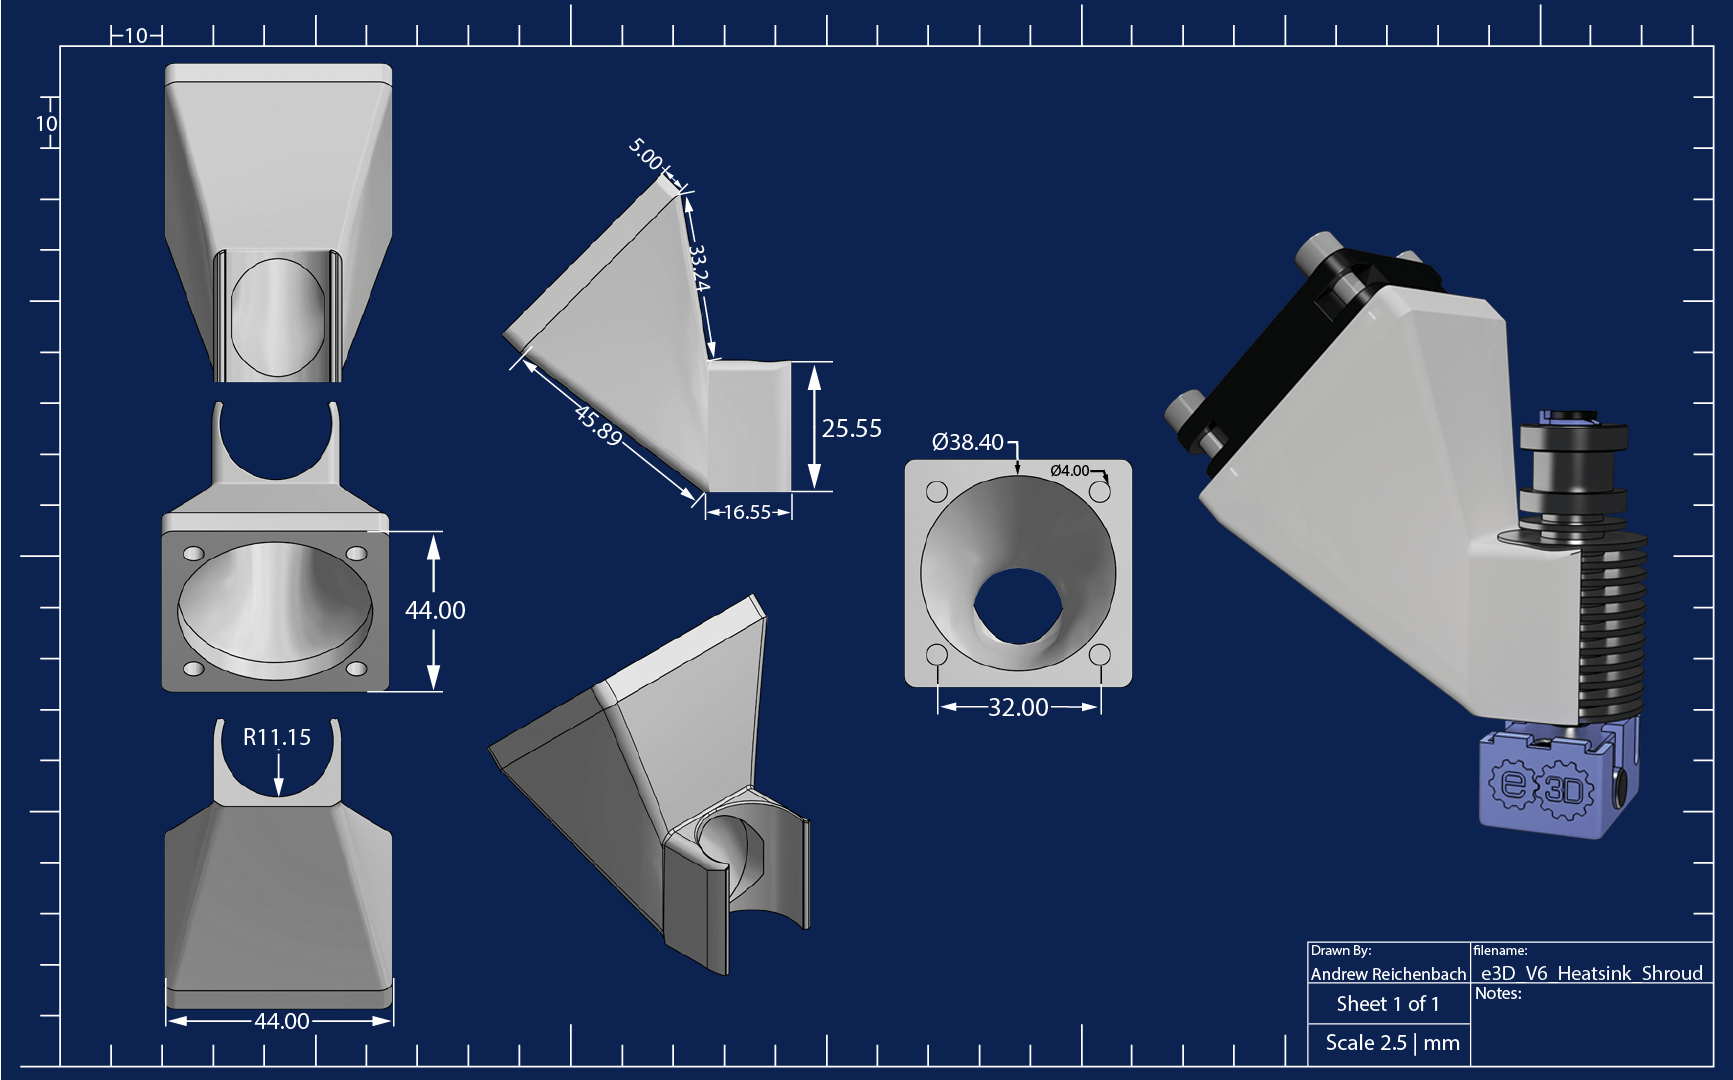 10
10
5.00
33.24
45.89
25.55
16.55
Ø38.40
Ø4.00
32.00
44.00
R11.15
44.00
e 3D
Drawn By:
Andrew Reichenbach
filename:
e3D_V6_Heatsink_Shroud
Sheet 1 of 1
Notes:
Scale 2.5 | mm